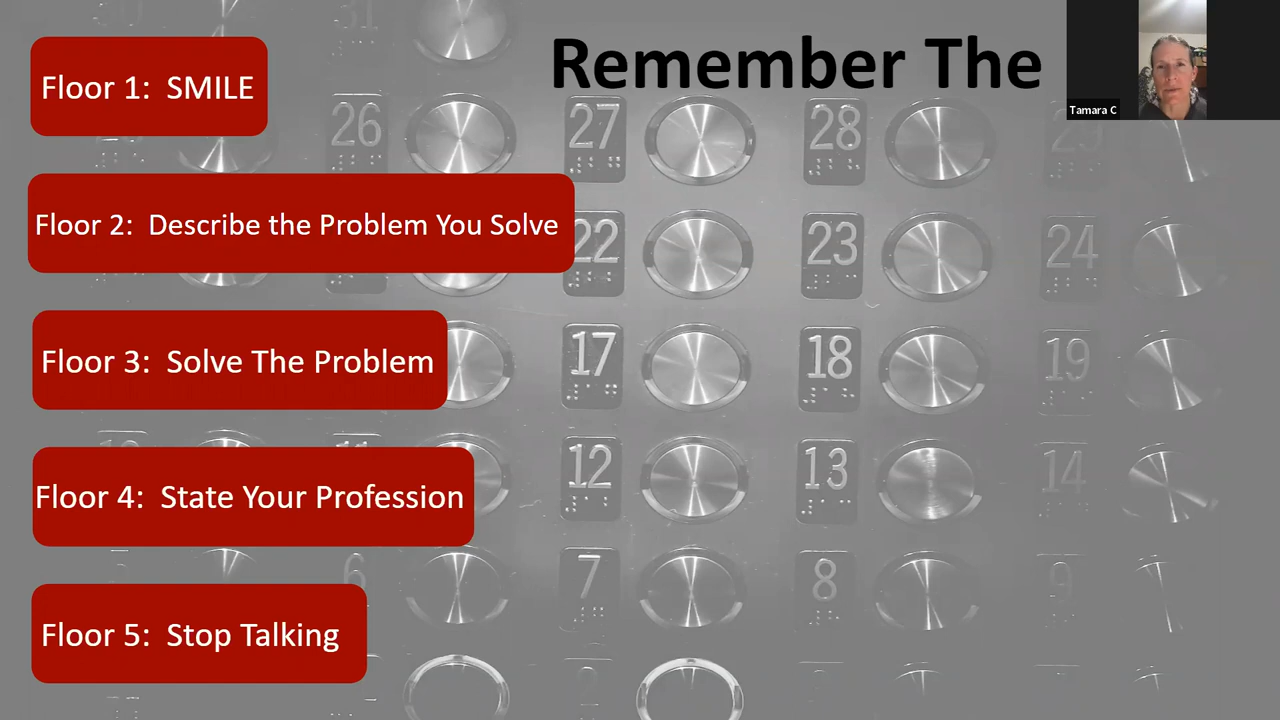 Remember The
Tamara C
Floor 1: SMILE
Floor 2: Describe the Problem You Solve
Floor 3: Solve The Problem
Floor 4: State Your Profession
Floor 5: Stop Talking
31
26
27
28
22
23
24
17
18
19
12
13
14
6
7
8
9